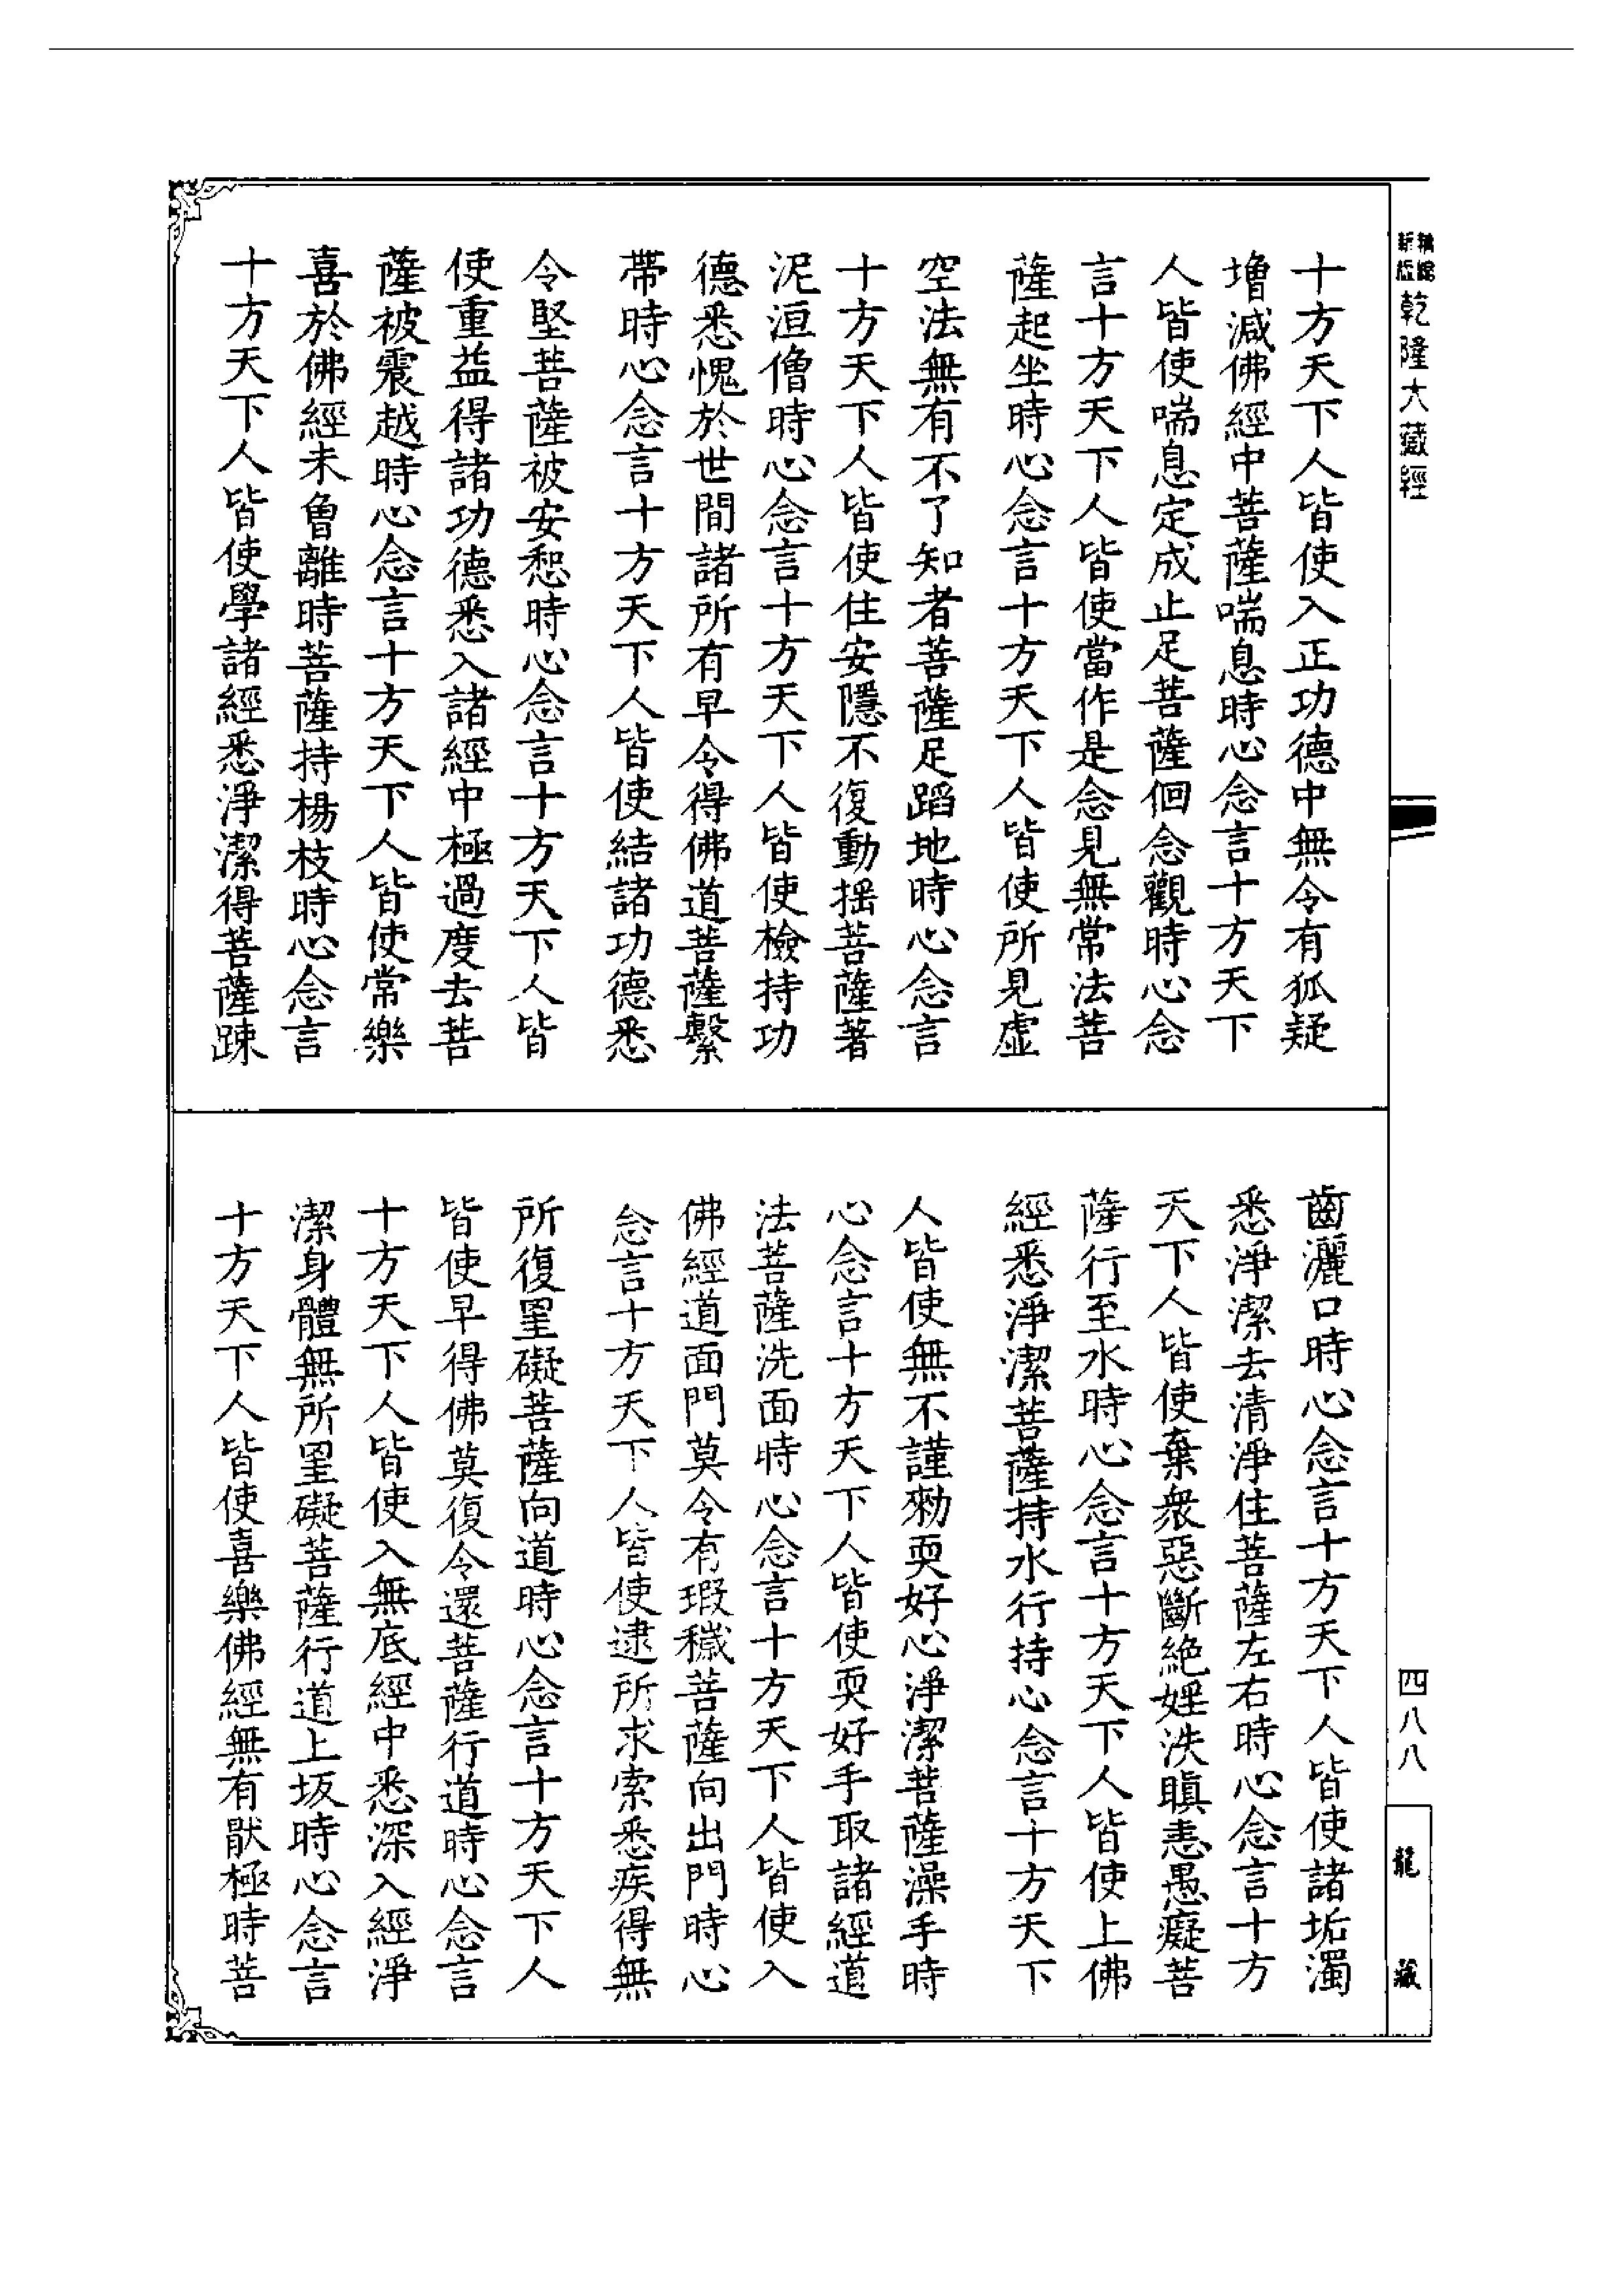 乾隆大藏經
十方天下人皆使入正功德中無令有狐疑
增減佛經中菩薩喘息時心念言十方天下
人皆使喘息定成止足菩薩佪念觀時心念
言十方天下人皆使當作是念見無常法菩
薩起坐時心念言十方天下人皆使所見虛
空法無有不了知者菩薩足蹈地時心念言
十方天下人皆使住安隱不復動搖菩薩著
泥洹僧時心念言十方天下人皆使檢持功
德悉愧於世間諸所有早令得佛道菩薩繫
帶時心念言十方天下人皆使結諸功德悉
令堅菩薩被安恕時心念言十方天下人皆
使重益得諸功德悉入諸經中極過度去菩
薩被震越時心念言十方天下人皆使常樂
喜於佛經未曾離時菩薩持楊枝時心念言
十方天下人皆使學諸經悉淨潔得菩薩踈
齒灑口時心念言十方天下人皆使諸垢濁
悉淨潔去清淨住菩薩左右時心念言十方
天下人皆使棄衆惡斷絶婬泆瞋恚愚癡菩
薩行至水時心念言十方天下人皆使上佛
經悉淨潔菩薩持水行持心念言十方天下
人皆使無不謹勑耎好心淨潔菩薩澡手時
心念言十方天下人皆使耎好手取諸經道
法菩薩洗面時心念言十方天下人皆使入
佛經道面門莫令有瑕穢菩薩向出門時心
念言十方天下人皆使逮所求索悉疾得無
所復罣礙菩薩向道時心念言十方天下人
皆使早得佛莫復令還菩薩行道時心念言
十方天下人皆使入無底經中悉深入經淨
潔身體無所罣礙菩薩行道上坂時心念言
十方天下人皆使喜樂佛經無有猒極時菩
四八八
龍藏